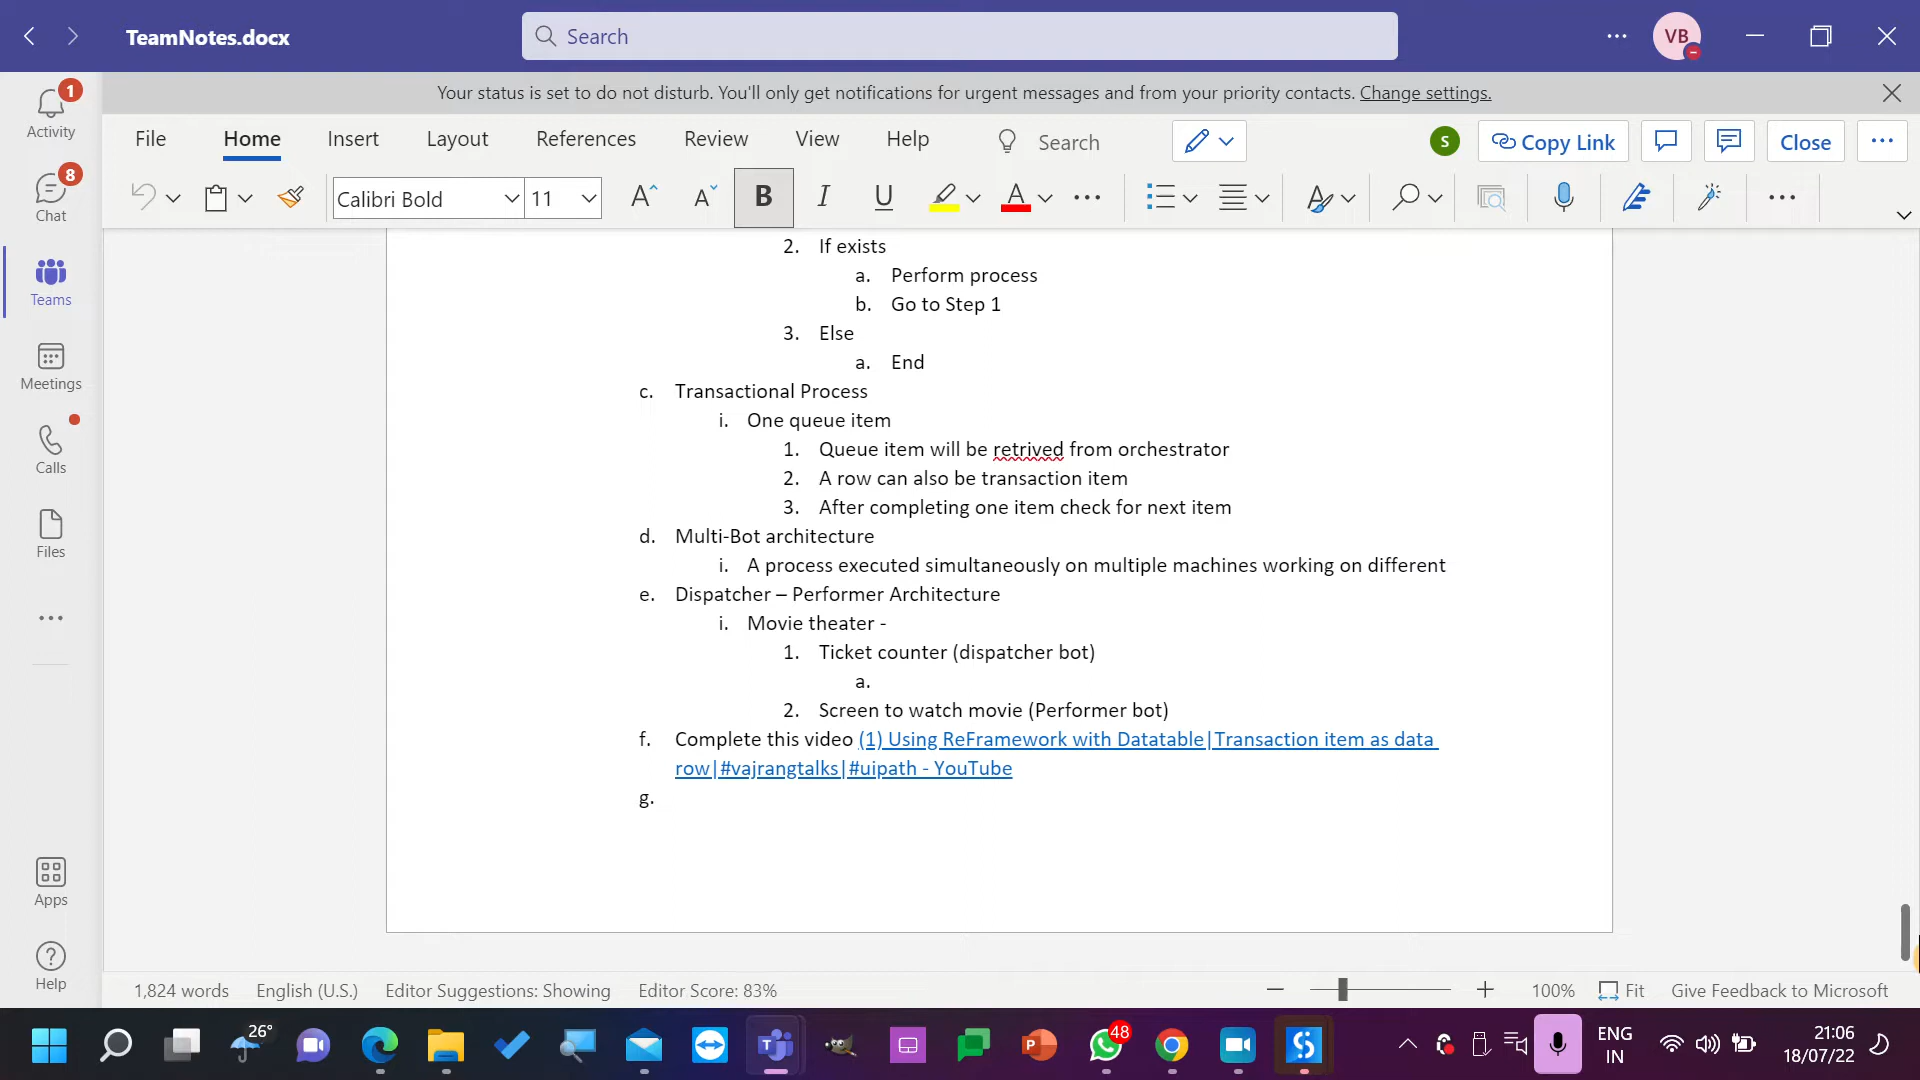 TeamNotes.docx
Search
VB
Your status is set to do not disturb. You'll only get notifications for urgent messages and from your priority contacts. Change settings.
1
Activity
8
Chat
Teams
Meetings
Calls
Files
Apps
Help
File Home Insert Layout References Review View Help Search
S Copy Link Close
Calibri Bold 11 A A B I U A
2. If exists
a. Perform process
b. Go to Step 1
3. Else
a. End
c. Transactional Process
i. One queue item
1. Queue item will be retrived from orchestrator
2. A row can also be transaction item
3. After completing one item check for next item
d. Multi-Bot architecture
i. A process executed simultaneously on multiple machines working on different
e. Dispatcher – Performer Architecture
i. Movie theater -
1. Ticket counter (dispatcher bot)
a.
2. Screen to watch movie (Performer bot)
f. Complete this video (1) Using ReFramework with Datatable|Transaction item as data
row|#vajrangtalks|#uipath - YouTube
g.
1,824 words English (U.S.) Editor Suggestions: Showing Editor Score: 83% 100% Fit Give Feedback to Microsoft
26°
48
ENG
IN
21:06
18/07/22